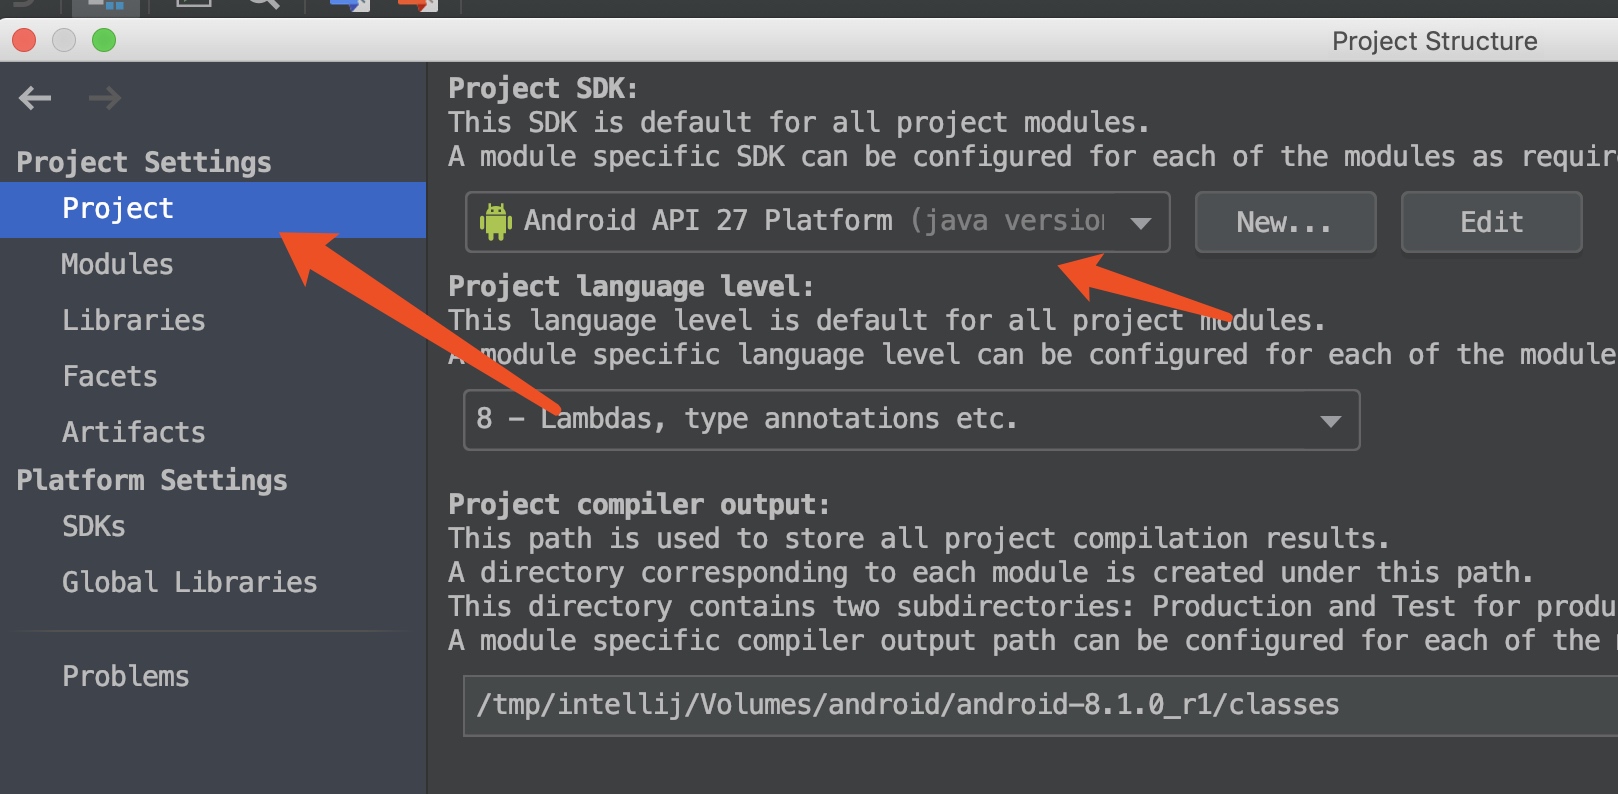 Project Structure
Project Settings
Project
Modules
Libraries
Facets
Artifacts
Platform Settings
SDKs
Global Libraries
Problems
Project SDK:
This SDK is default for all project modules.
A module specific SDK can be configured for each of the modules as requir
Android API 27 Platform (java version
New...
Edit
Project language level:
This language level is default for all project modules.
A module specific language level can be configured for each of the module
8 – Lambdas, type annotations etc.
Project compiler output:
This path is used to store all project compilation results.
A directory corresponding to each module is created under this path.
This directory contains two subdirectories: Production and Test for produ
A module specific compiler output path can be configured for each of the
/tmp/intellij/Volumes/android/android-8.1.0_r1/classes